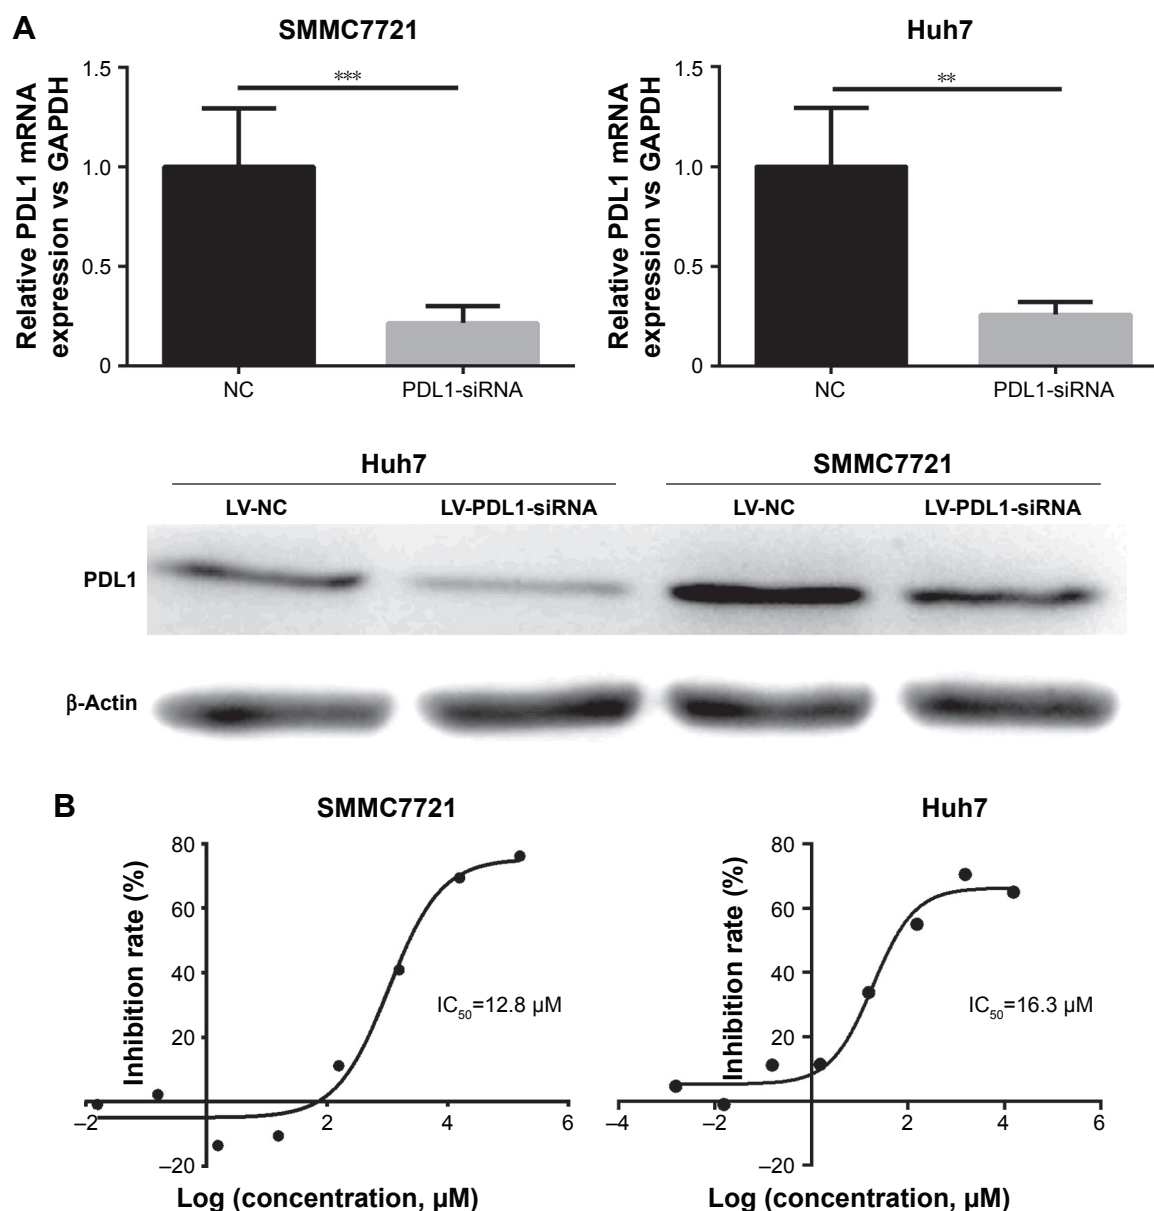 A
SMMC7721
Huh7
Relative PDL1 mRNA
expression vs GAPDH
1.5
1.0
0.5
0
***
NC
PDL1-siRNA
Relative PDL1 mRNA
expression vs GAPDH
1.5
1.0
0.5
0
**
NC
PDL1-siRNA
Huh7
SMMC7721
LV-NC
LV-PDL1-siRNA
LV-NC
LV-PDL1-siRNA
PDL1
β-Actin
B
SMMC7721
Inhibition rate (%)
80
60
40
20
–20
–2
2
4
6
IC50=12.8 µM
Log (concentration, µM)
Huh7
Inhibition rate (%)
80
60
40
20
–20
–4
–2
2
4
6
IC50=16.3 µM
Log (concentration, µM)